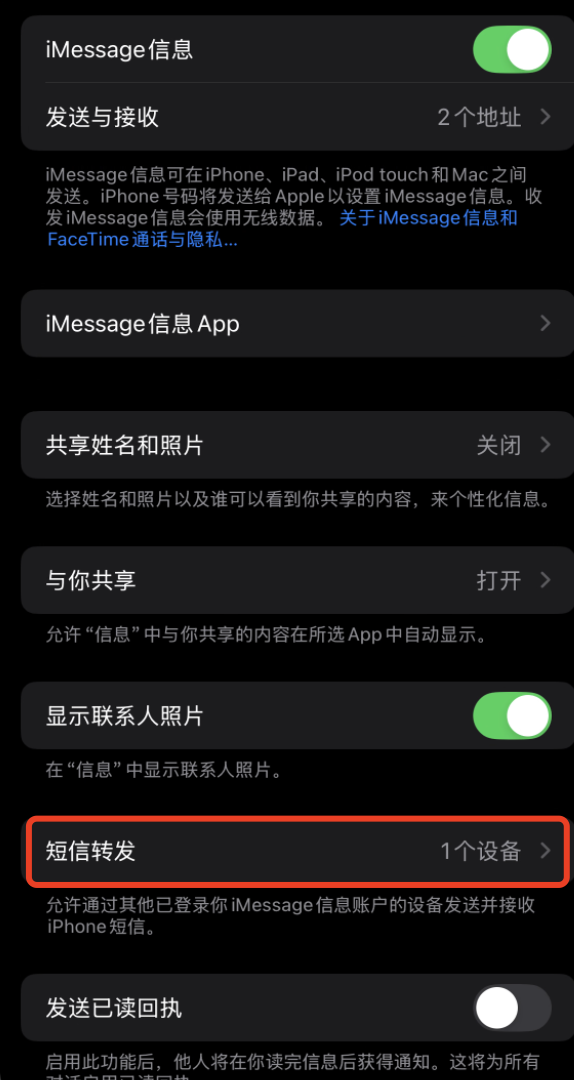 iMessage信息
发送与接收 2个地址
iMessage信息可在iPhone、iPad、iPod touch和Mac之间
发送。iPhone号码将发送给Apple以设置iMessage信息。收
发iMessage信息会使用无线数据。 关于iMessage信息和
FaceTime通话与隐私...
iMessage信息App
共享姓名和照片 关闭
选择姓名和照片以及谁可以看到你共享的内容，来个性化信息。
与你共享 打开
允许“信息”中与你共享的内容在所选App中自动显示。
显示联系人照片
在“信息”中显示联系人照片。
短信转发 1个设备
允许通过其他已登录你iMessage信息账户的设备发送并接收
iPhone短信。
发送已读回执
启用此功能后，他人将在你读完信息后获得通知。这将为所有
对话启用已读回执